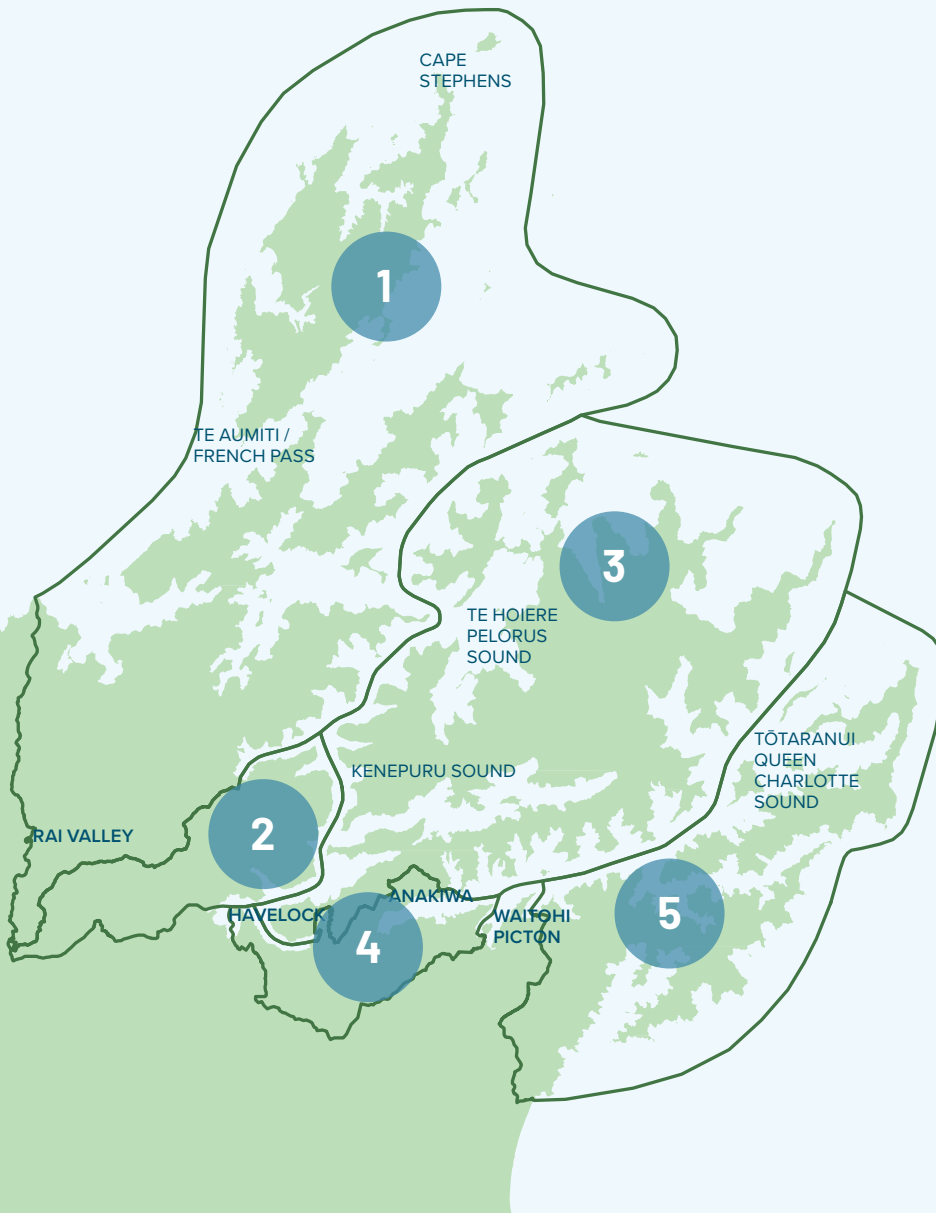 CAPE
STEPHENS
1
TE AUMITI /
FRENCH PASS
3
TE HOIERE
PELORUS
SOUND
TŌTARANUI
QUEEN
CHARLOTTE
SOUND
KENEPURU SOUND
2
RAI VALLEY
ANAKIWA
HAVELOCK
WAITOHI
PICTON
5
4